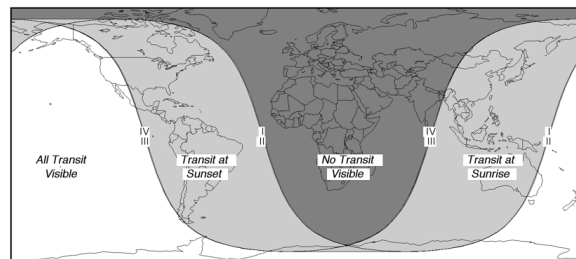 IV
III
I
II
IV
III
I
II
All Transit
Visible
Transit at
Sunset
No Transit
Visible
Transit at
Sunrise